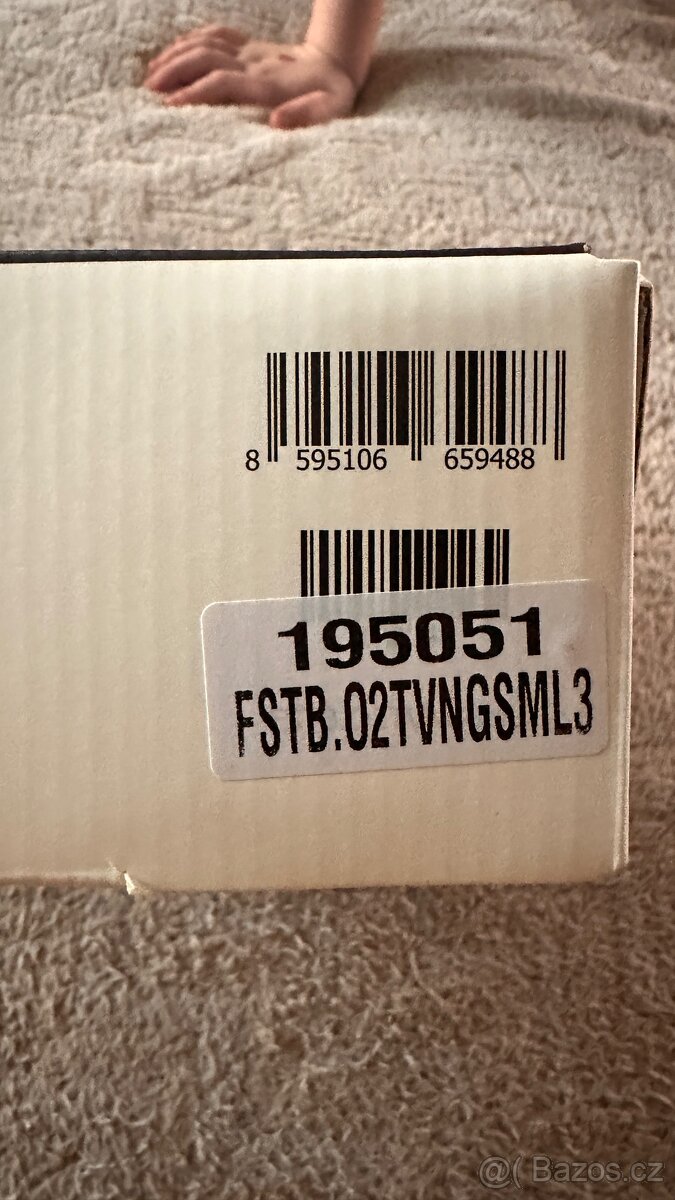 8 595106 659488
195051
FSTB.02TVNGSML3
@( Bazos.cz